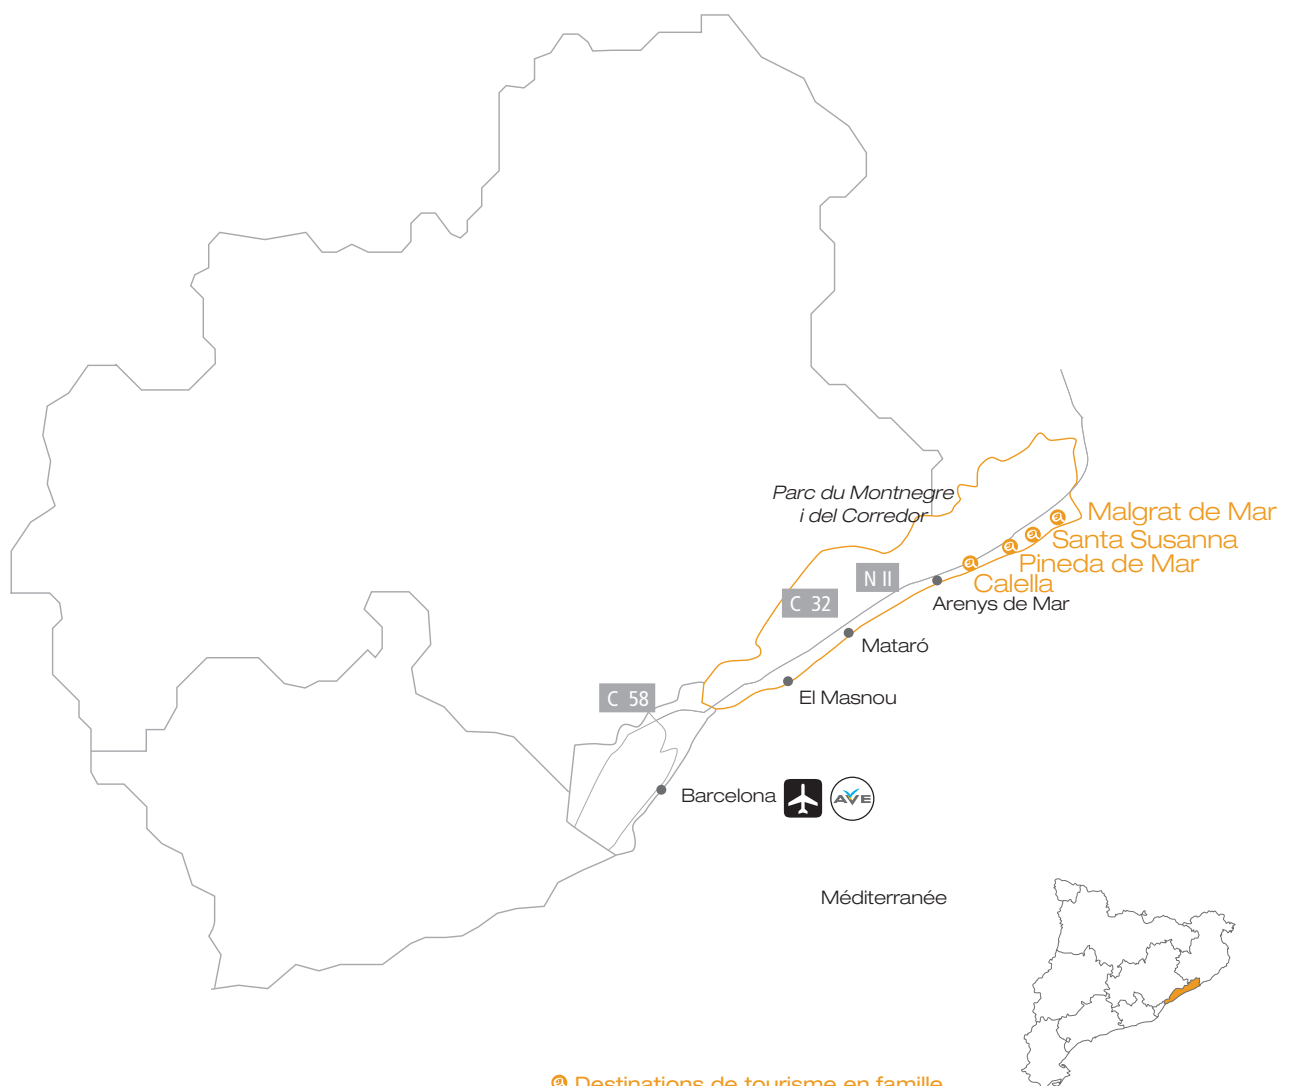 Parc du Montnegre
i del Corredor
Malgrat de Mar
Santa Susanna
Pineda de Mar
Calella
N II
C 32
Arenys de Mar
Mataró
El Masnou
C 58
Barcelona
AVE
Méditerranée
Destinations de tourisme en famille